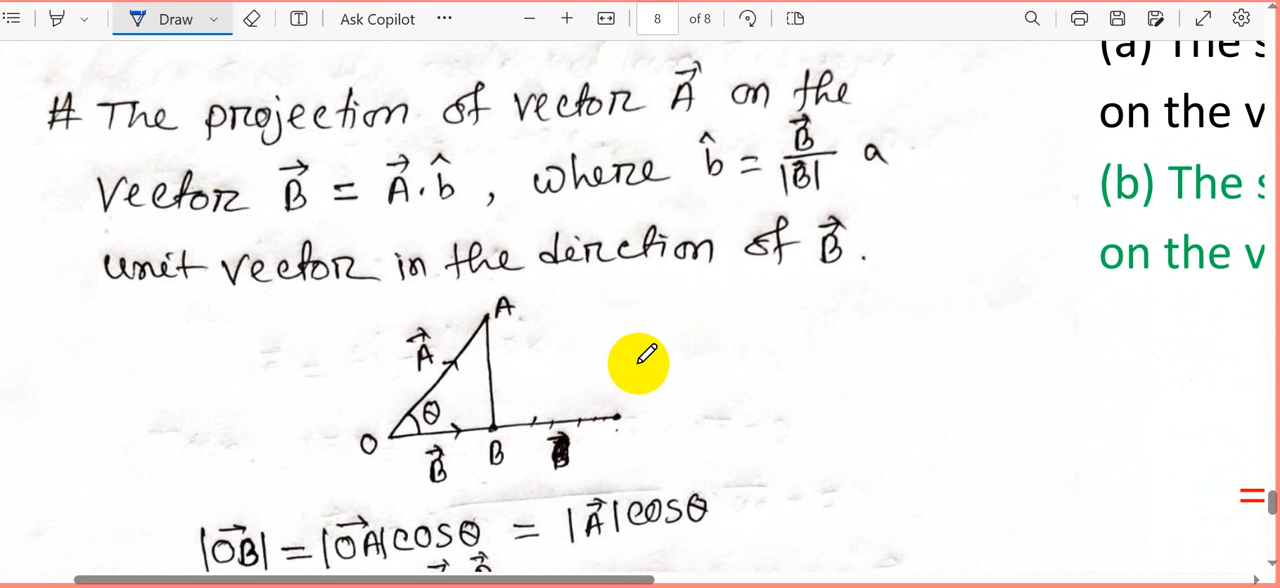 Draw
Ask Copilot
8
of 8
# The projection of vector A⃗ on the
vector B⃗ = A⃗·b̂ , where b̂ = B⃗/|B⃗| a
unit vector in the dirction of B⃗.
A
A⃗
θ
O
B⃗
B
|OB⃗| = |OA⃗|cosθ = |A⃗|cosθ
on the v
(b) The s
on the v
=